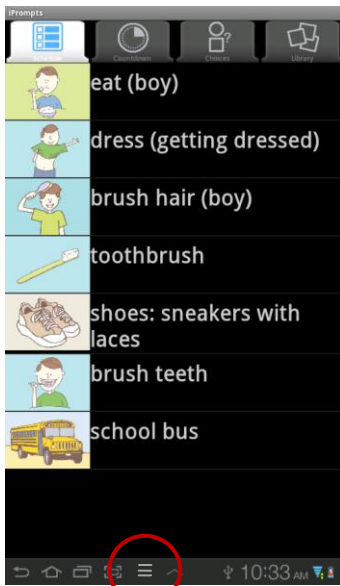 iPrompts
Schedule
Countdown
Choices
Library
eat (boy)
dress (getting dressed)
brush hair (boy)
toothbrush
shoes: sneakers with
laces
brush teeth
school bus
10:33 AM